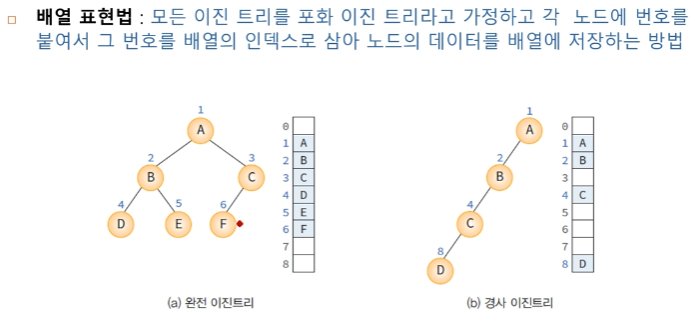 배열 표현법 : 모든 이진 트리를 포화 이진 트리라고 가정하고 각 노드에 번호를
붙여서 그 번호를 배열의 인덱스로 삼아 노드의 데이터를 배열에 저장하는 방법
1
A
2
B
3
C
4
D
5
E
6
F
0
1 A
2 B
3 C
4 D
5 E
6 F
7
8
(a) 완전 이진트리
1
A
2
B
4
C
8
D
0
1 A
2 B
3
4 C
5
6
7
8 D
(b) 경사 이진트리